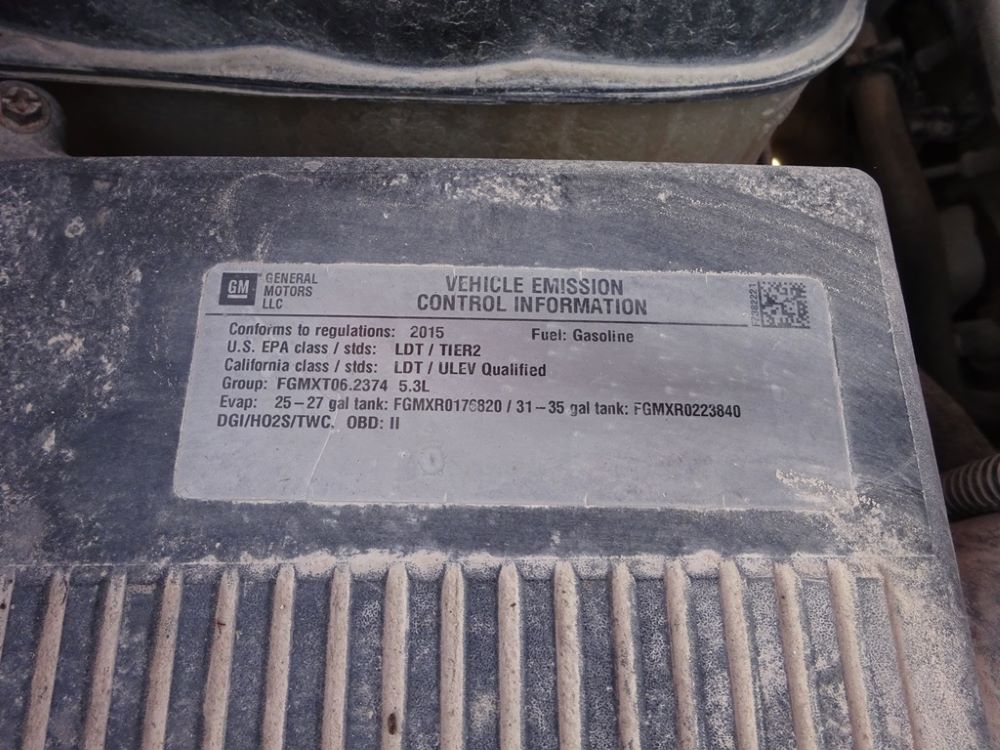 GM GENERAL MOTORS LLC
VEHICLE EMISSION
CONTROL INFORMATION
Conforms to regulations: 2015 Fuel: Gasoline
U.S. EPA class / stds: LDT / TIER2
California class / stds: LDT / ULEV Qualified
Group: FGMXT06.2374 5.3L
Evap: 25-27 gal tank: / 31-35 gal tank: FGMXR0223840
DGI/HO2S/TWC, OBD: II